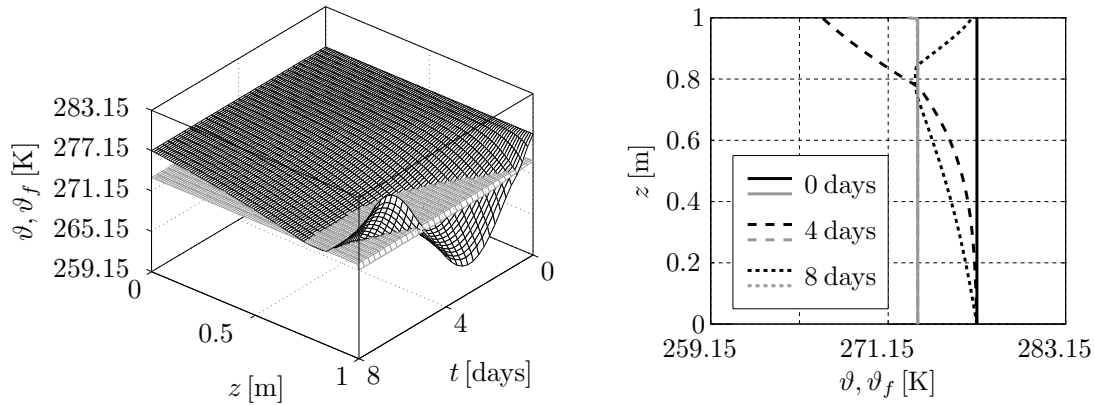 283.15
277.15
271.15
265.15
259.15
ϑ, ϑ_f [K]
0
0.5
1
z [m]
8
4
0
t [days]
1
0.8
0.6
0.4
0.2
0
z [m]
0 days
4 days
8 days
259.15 271.15 283.15
ϑ, ϑ_f [K]